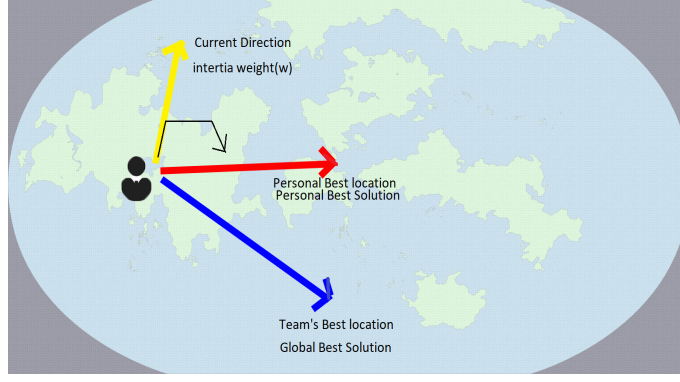 Current Direction
intertia weight(w)
Personal Best location
Personal Best Solution
Team's Best location
Global Best Solution